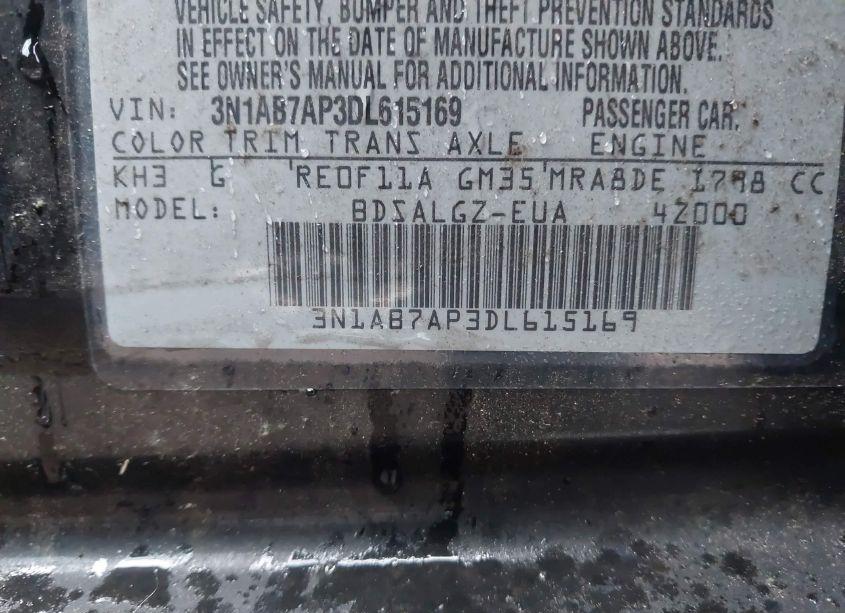 VEHICLE SAFETY, BUMPER AND THEFT PREVENTION STANDARDS
IN EFFECT ON THE DATE OF MANUFACTURE SHOWN ABOVE.
SEE OWNER'S MANUAL FOR ADDITIONAL INFORMATION.
VIN: 3N1AB7AP3DL615169 PASSENGER CAR.
COLOR TRIM TRANS AXLE ENGINE
KH3 G RE0F11A GM35 MRA8DE 1798 CC
MODEL: BDSALGZ-EUA 42000
3N1AB7AP3DL615169